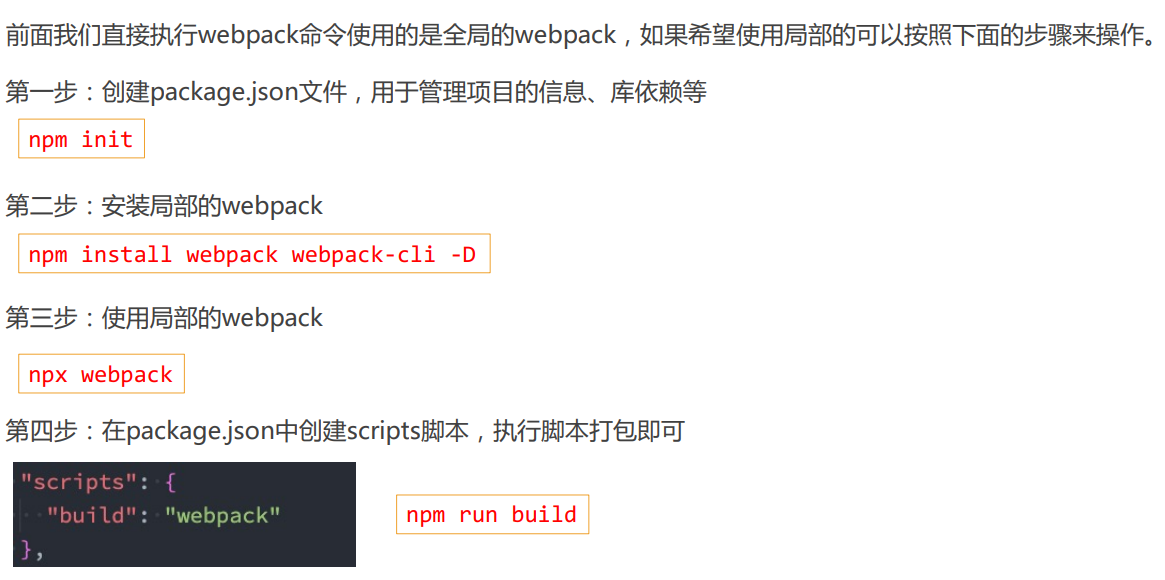 前面我们直接执行webpack命令使用的是全局的webpack，如果希望使用局部的可以按照下面的步骤来操作。
第一步：创建package.json文件，用于管理项目的信息、库依赖等
npm init
第二步：安装局部的webpack
npm install webpack webpack-cli -D
第三步：使用局部的webpack
npx webpack
第四步：在package.json中创建scripts脚本，执行脚本打包即可
"scripts": {
"build": "webpack"
},
npm run build